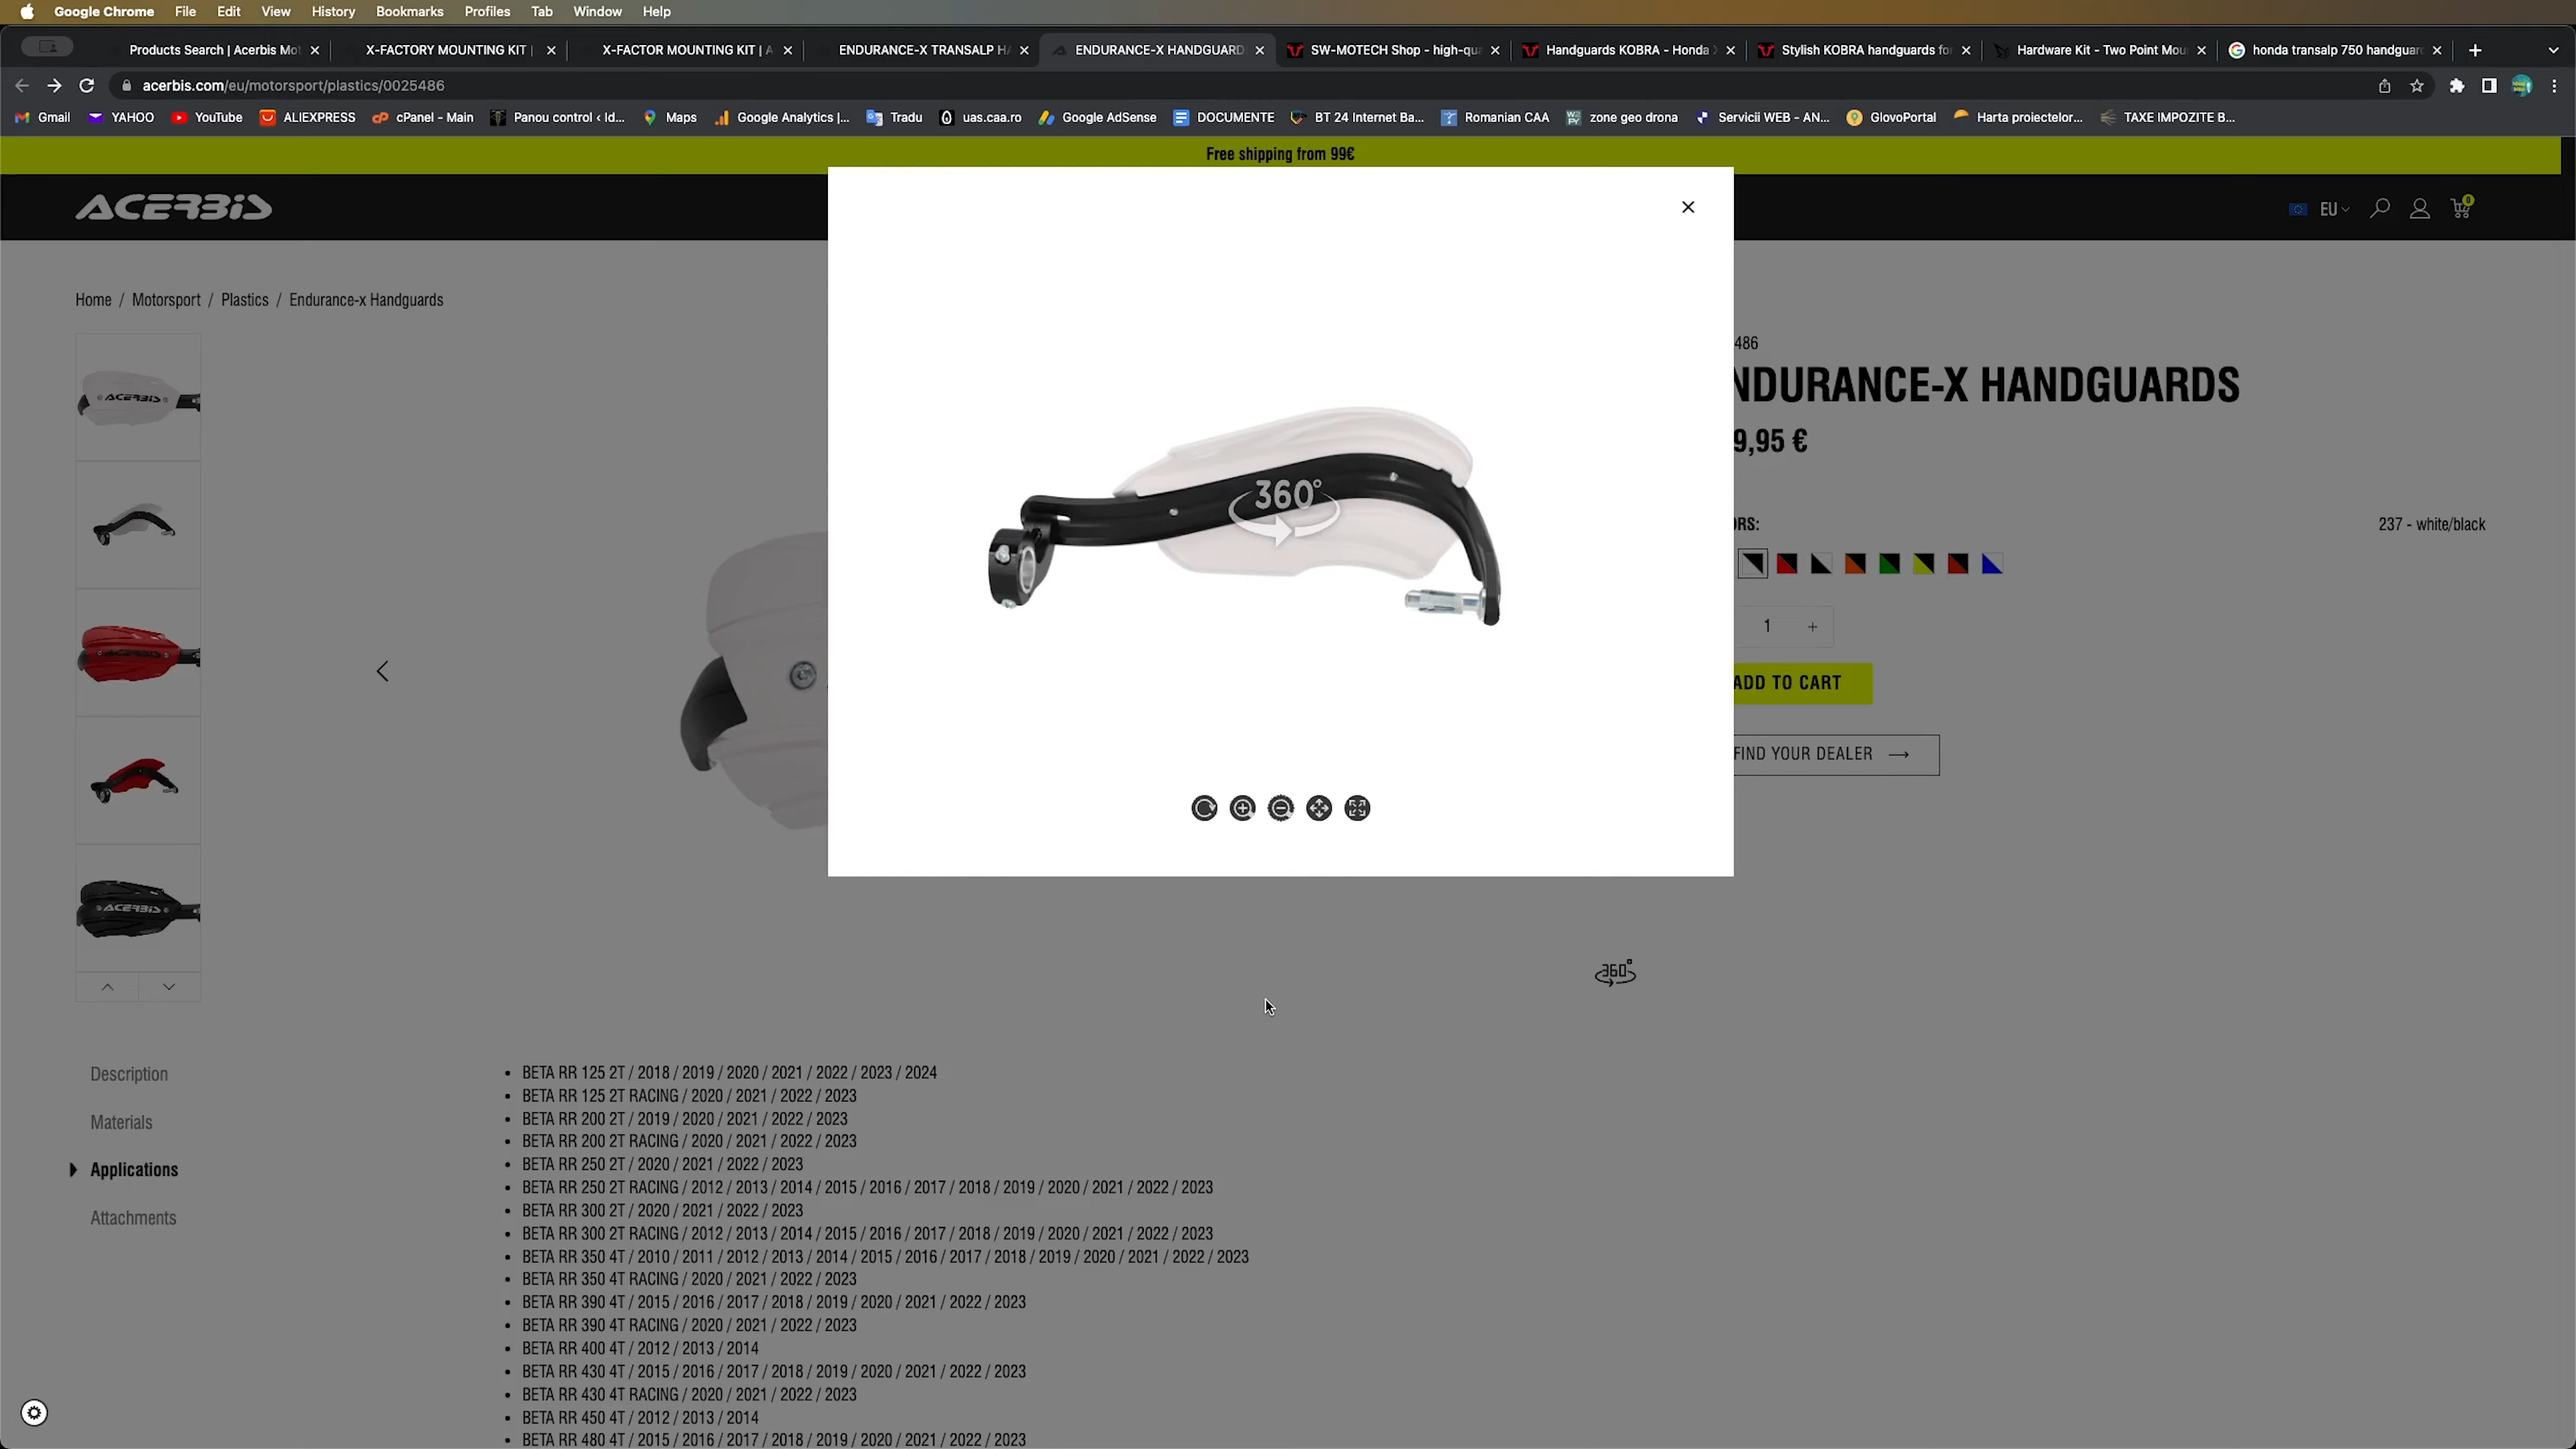 Google Chrome File Edit View History Bookmarks Profiles Tab Window Help
Products Search | Acerbis Mot X-FACTORY MOUNTING KIT | X-FACTOR MOUNTING KIT | A ENDURANCE-X TRANSALP HA ENDURANCE-X HANDGUARD SW-MOTECH Shop - high-qua Handguards KOBRA - Honda Stylish KOBRA handguards for Hardware Kit - Two Point Mou honda transalp 750 handguar
acerbis.com/eu/motorsport/plastics/0025486
Gmail YAHOO YouTube ALIEXPRESS cPanel - Main Panou control ‹ Id... Maps Google Analytics |... Tradu uas.caa.ro Google AdSense DOCUMENTE BT 24 Internet Ba... Romanian CAA zone geo drona Servicii WEB - AN... GlovoPortal Harta proiectelor... TAXE IMPOZITE B...
Free shipping from 99€
ACERBIS
EU
0
Home / Motorsport / Plastics / Endurance-x Handguards
486
NDURANCE-X HANDGUARDS
9,95 €
RS: 237 - white/black
1 +
ADD TO CART
FIND YOUR DEALER
ACERBIS
ACERBIS
ACERBIS
360°
360°
Description
Materials
Applications
Attachments
• BETA RR 125 2T / 2018 / 2019 / 2020 / 2021 / 2022 / 2023 / 2024
• BETA RR 125 2T RACING / 2020 / 2021 / 2022 / 2023
• BETA RR 200 2T / 2019 / 2020 / 2021 / 2022 / 2023
• BETA RR 200 2T RACING / 2020 / 2021 / 2022 / 2023
• BETA RR 250 2T / 2020 / 2021 / 2022 / 2023
• BETA RR 250 2T RACING / 2012 / 2013 / 2014 / 2015 / 2016 / 2017 / 2018 / 2019 / 2020 / 2021 / 2022 / 2023
• BETA RR 300 2T / 2020 / 2021 / 2022 / 2023
• BETA RR 300 2T RACING / 2012 / 2013 / 2014 / 2015 / 2016 / 2017 / 2018 / 2019 / 2020 / 2021 / 2022 / 2023
• BETA RR 350 4T / 2010 / 2011 / 2012 / 2013 / 2014 / 2015 / 2016 / 2017 / 2018 / 2019 / 2020 / 2021 / 2022 / 2023
• BETA RR 350 4T RACING / 2020 / 2021 / 2022 / 2023
• BETA RR 390 4T / 2015 / 2016 / 2017 / 2018 / 2019 / 2020 / 2021 / 2022 / 2023
• BETA RR 390 4T RACING / 2020 / 2021 / 2022 / 2023
• BETA RR 400 4T / 2012 / 2013 / 2014
• BETA RR 430 4T / 2015 / 2016 / 2017 / 2018 / 2019 / 2020 / 2021 / 2022 / 2023
• BETA RR 430 4T RACING / 2020 / 2021 / 2022 / 2023
• BETA RR 450 4T / 2012 / 2013 / 2014
• BETA RR 480 4T / 2015 / 2016 / 2017 / 2018 / 2019 / 2020 / 2021 / 2022 / 2023